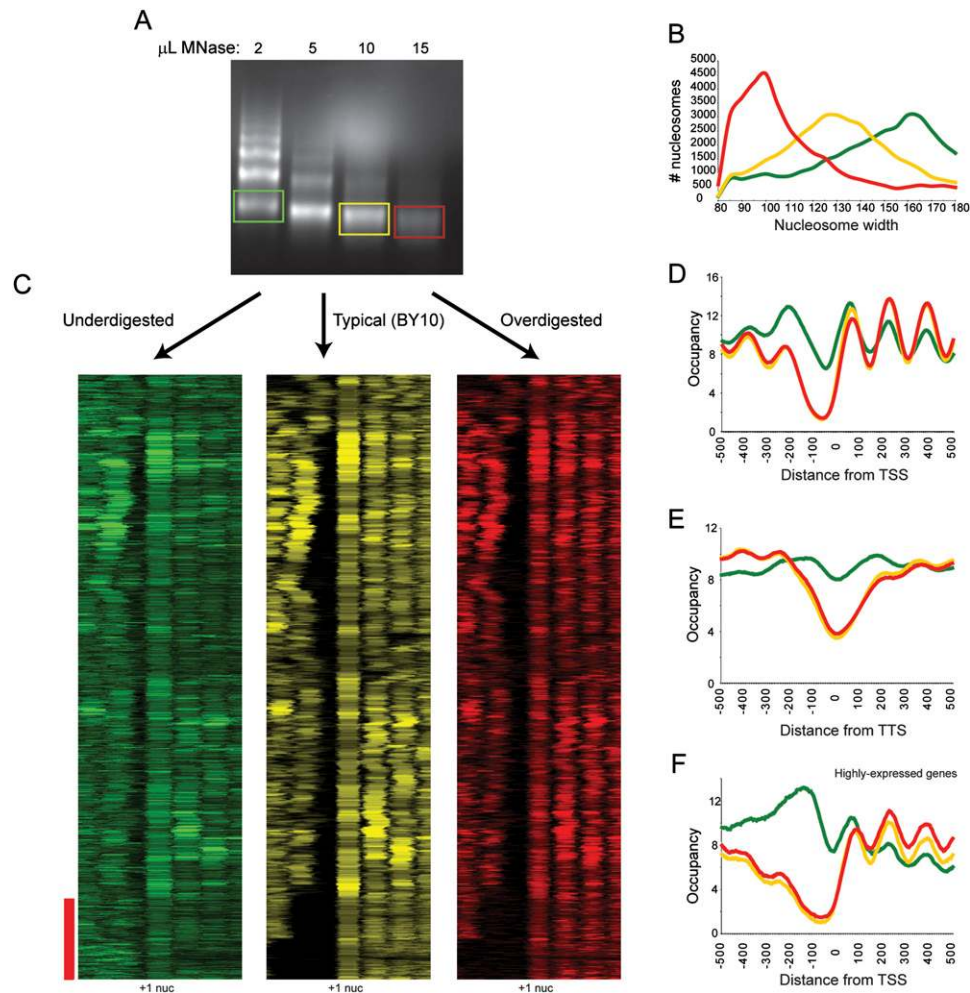 A
µL MNase: 2 5 10 15
B
# nucleosomes
5000
4500
4000
3500
3000
2500
2000
1500
1000
500
0
80 90 100 110 120 130 140 150 160 170 180
Nucleosome width
C
Underdigested
Typical (BY10)
Overdigested
+1 nuc
+1 nuc
+1 nuc
D
Occupancy
16
12
8
4
0
-500 -400 -300 -200 -100 0 100 200 300 400 500
Distance from TSS
E
Occupancy
12
8
4
0
-500 -400 -300 -200 -100 0 100 200 300 400 500
Distance from TTS
F
Highly-expressed genes
Occupancy
12
8
4
0
-500 -400 -300 -200 -100 0 100 200 300 400 500
Distance from TSS